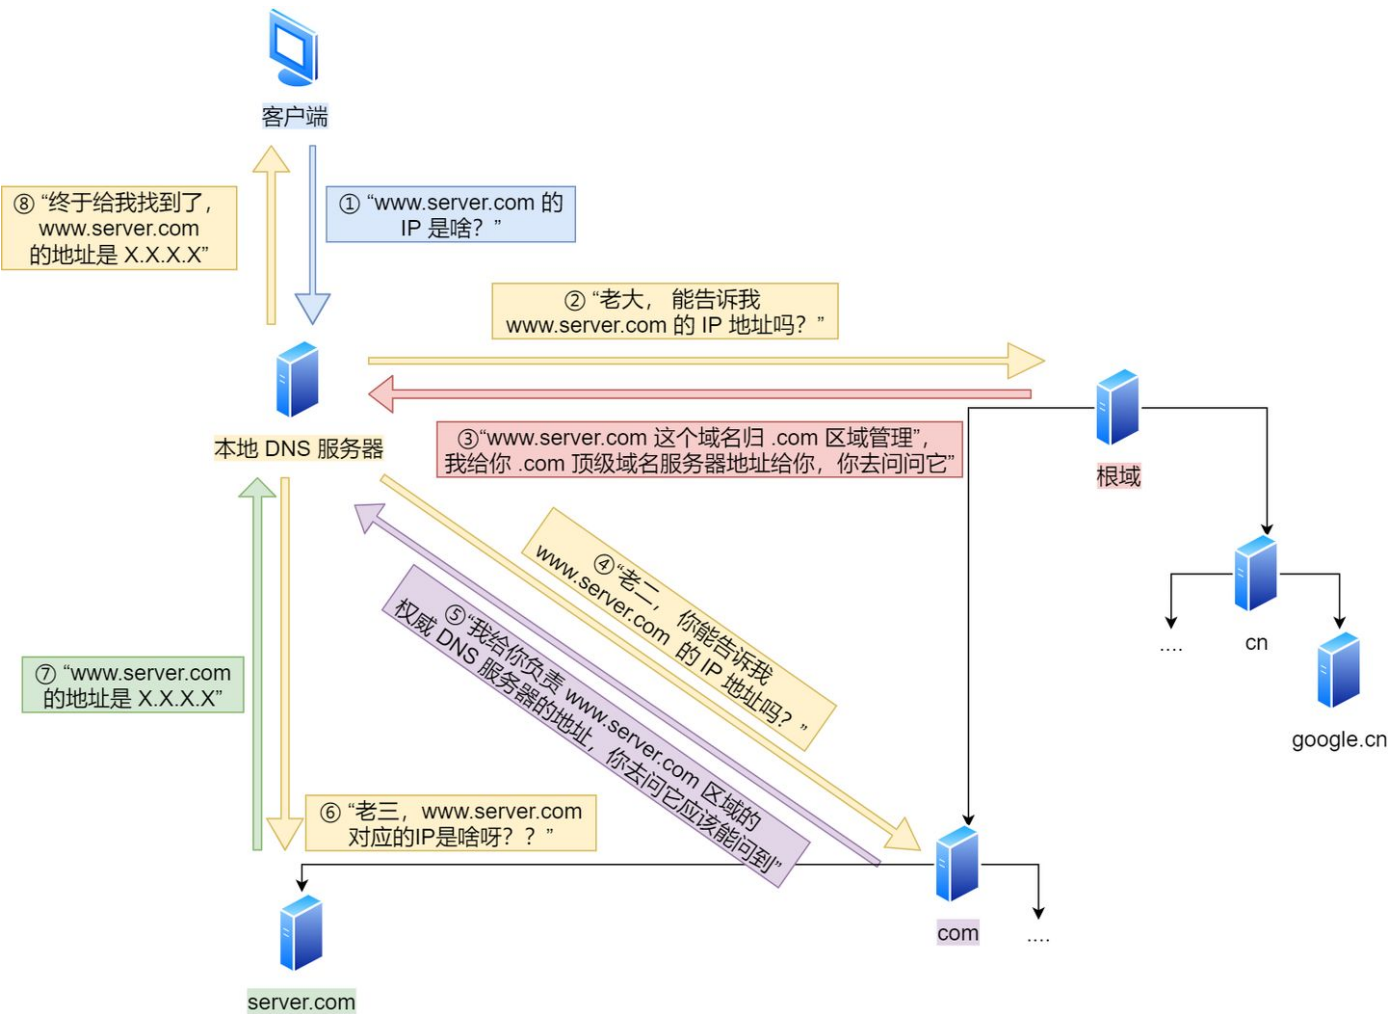 客户端
⑧ “终于给我找到了，
www.server.com
的地址是 X.X.X.X”
① “www.server.com 的
IP 是啥？”
② “老大， 能告诉我
www.server.com 的 IP 地址吗？”
本地 DNS 服务器
③“www.server.com 这个域名归 .com 区域管理”，
我给你 .com 顶级域名服务器地址给你，你去问问它”
根域
④“老二， 你能告诉我
www.server.com 的 IP 地址吗？”
⑤“我给你负责 www.server.com 区域的
权威 DNS 服务器的地址，你去问它应该能问到”
....
cn
google.cn
⑦ “www.server.com
的地址是 X.X.X.X”
⑥ “老三，www.server.com
对应的IP是啥呀？？”
server.com
com
....